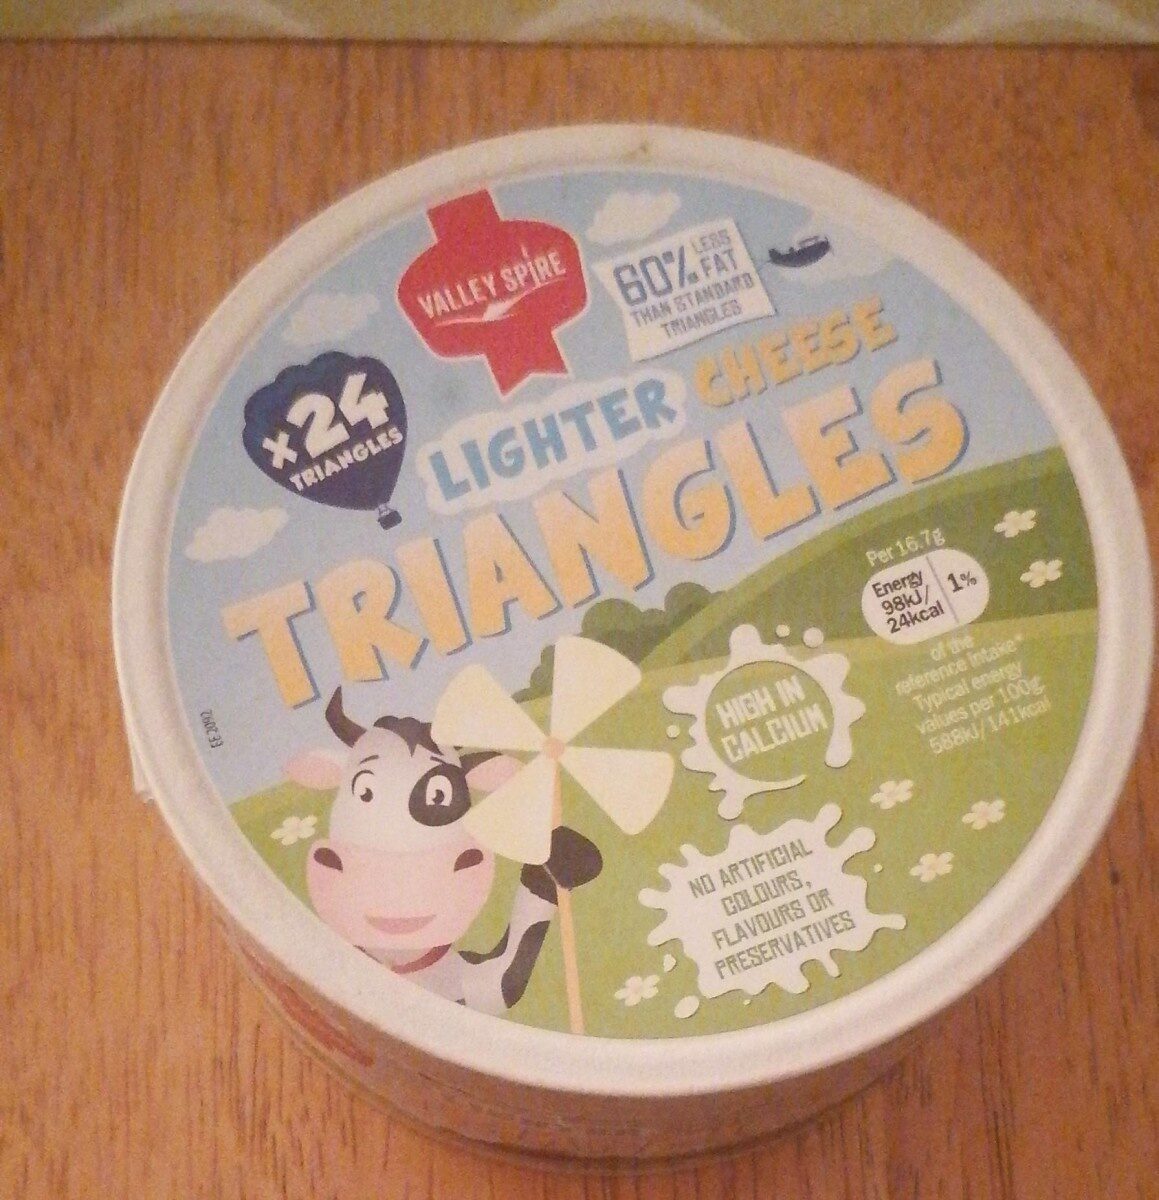 VALLEY SPIRE
60% LESS
FAT
THAN STANDARD
TRIANGLES
x24
TRIANGLES
LIGHTER CHEESE
TRIANGLES
Per 16.7g
Energy
98kJ/
24kcal
1%
of the
reference intake*
Typical energy
values per 100g:
588kJ/141kcal
HIGH IN
CALCIUM
NO ARTIFICIAL
COLOURS,
FLAVOURS OR
PRESERVATIVES